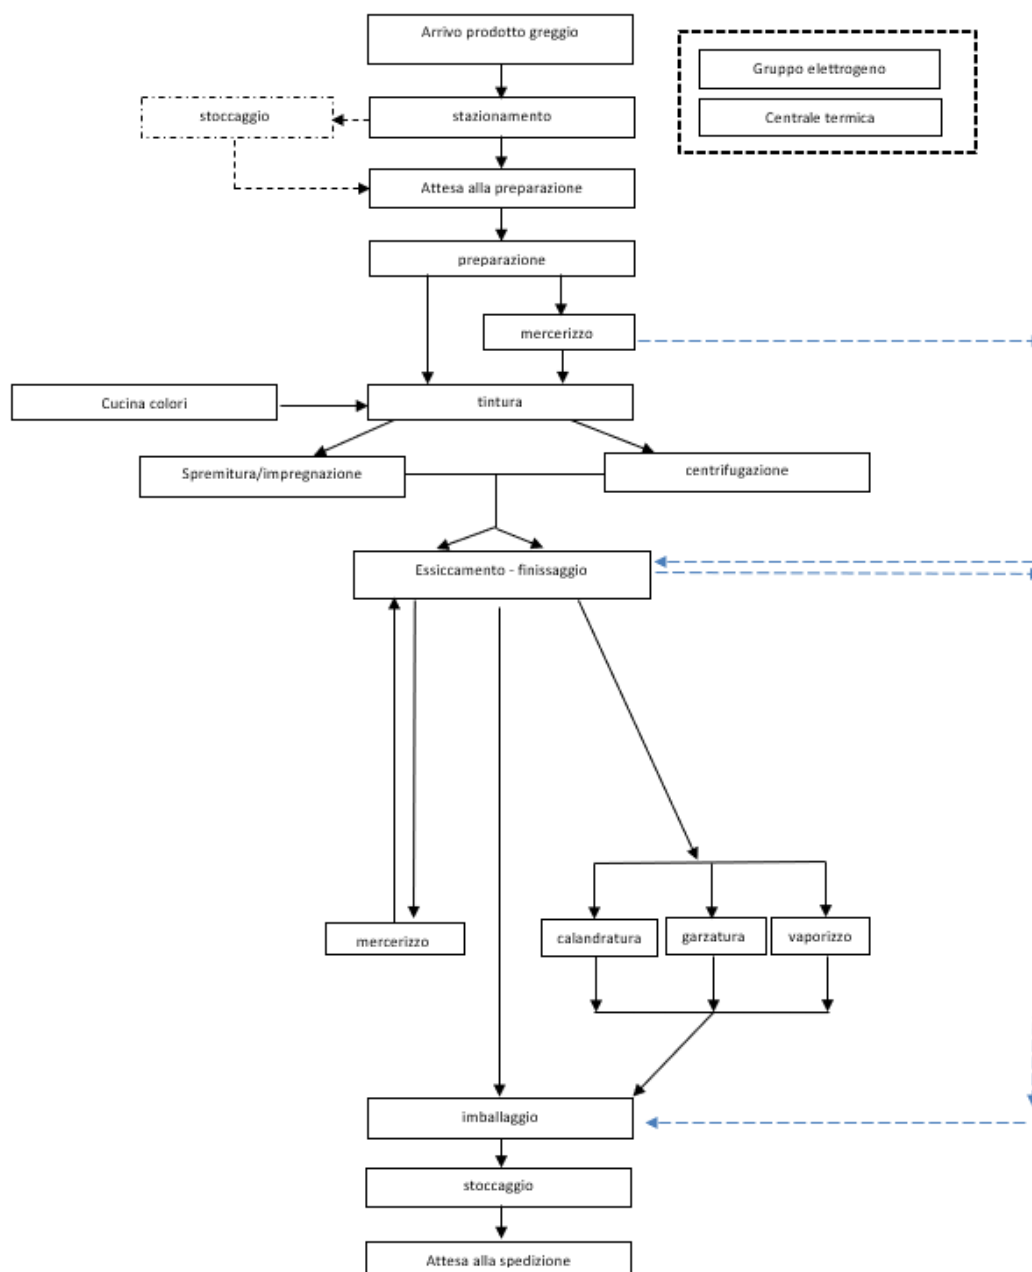 Arrivo prodotto greggio
Gruppo elettrogeno
Centrale termica
stoccaggio
stazionamento
Attesa alla preparazione
preparazione
mercerizzo
Cucina colori
tintura
Spremitura/impregnazione
centrifugazione
Essiccamento - finissaggio
mercerizzo
calandratura
garzatura
vaporizzo
imballaggio
stoccaggio
Attesa alla spedizione